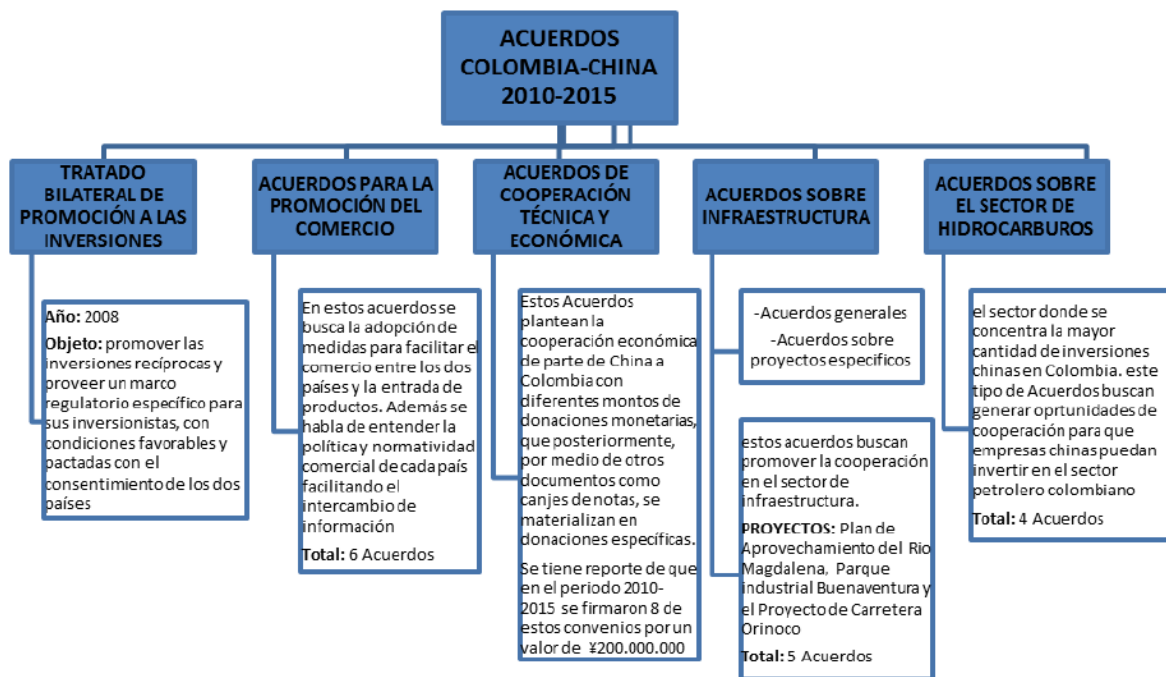 ACUERDOS
COLOMBIA-CHINA
2010-2015
TRATADO
BILATERAL DE
PROMOCIÓN A LAS
INVERSIONES
Año: 2008
Objeto: promover las
inversiones recíprocas y
proveer un marco
regulatorio específico para
sus inversionistas, con
condiciones favorables y
pactadas con el
consentimiento de los dos
países
ACUERDOS PARA LA
PROMOCIÓN DEL
COMERCIO
En estos acuerdos se
busca la adopción de
medidas para facilitar el
comercio entre los dos
países y la entrada de
productos. Además se
habla de entender la
política y normatividad
comercial de cada país
facilitando el
intercambio de
información
Total: 6 Acuerdos
ACUERDOS DE
COOPERACIÓN
TÉCNICA Y
ECONÓMICA
Estos Acuerdos
plantean la
cooperación económica
de parte de China a
Colombia con
diferentes montos de
donaciones monetarias,
que posteriormente,
por medio de otros
documentos como
canjes de notas, se
materializan en
donaciones específicas.
Se tiene reporte de que
en el periodo 2010-
2015 se firmaron 8 de
estos convenios por un
valor de ¥200.000.000
ACUERDOS SOBRE
INFRAESTRUCTURA
-Acuerdos generales
-Acuerdos sobre
proyectos especificos
estos acuerdos buscan
promover la cooperación
en el sector de
infraestructura.
PROYECTOS: Plan de
Aprovechamiento del Rio
Magdalena, Parque
industrial Buenaventura y
el Proyecto de Carretera
Orinoco
Total: 5 Acuerdos
ACUERDOS SOBRE
EL SECTOR DE
HIDROCARBUROS
el sector donde se
concentra la mayor
cantidad de inversiones
chinas en Colombia. este
tipo de Acuerdos buscan
generar oprtunidades de
cooperación para que
empresas chinas puedan
invertir en el sector
petrolero colombiano
Total: 4 Acuerdos